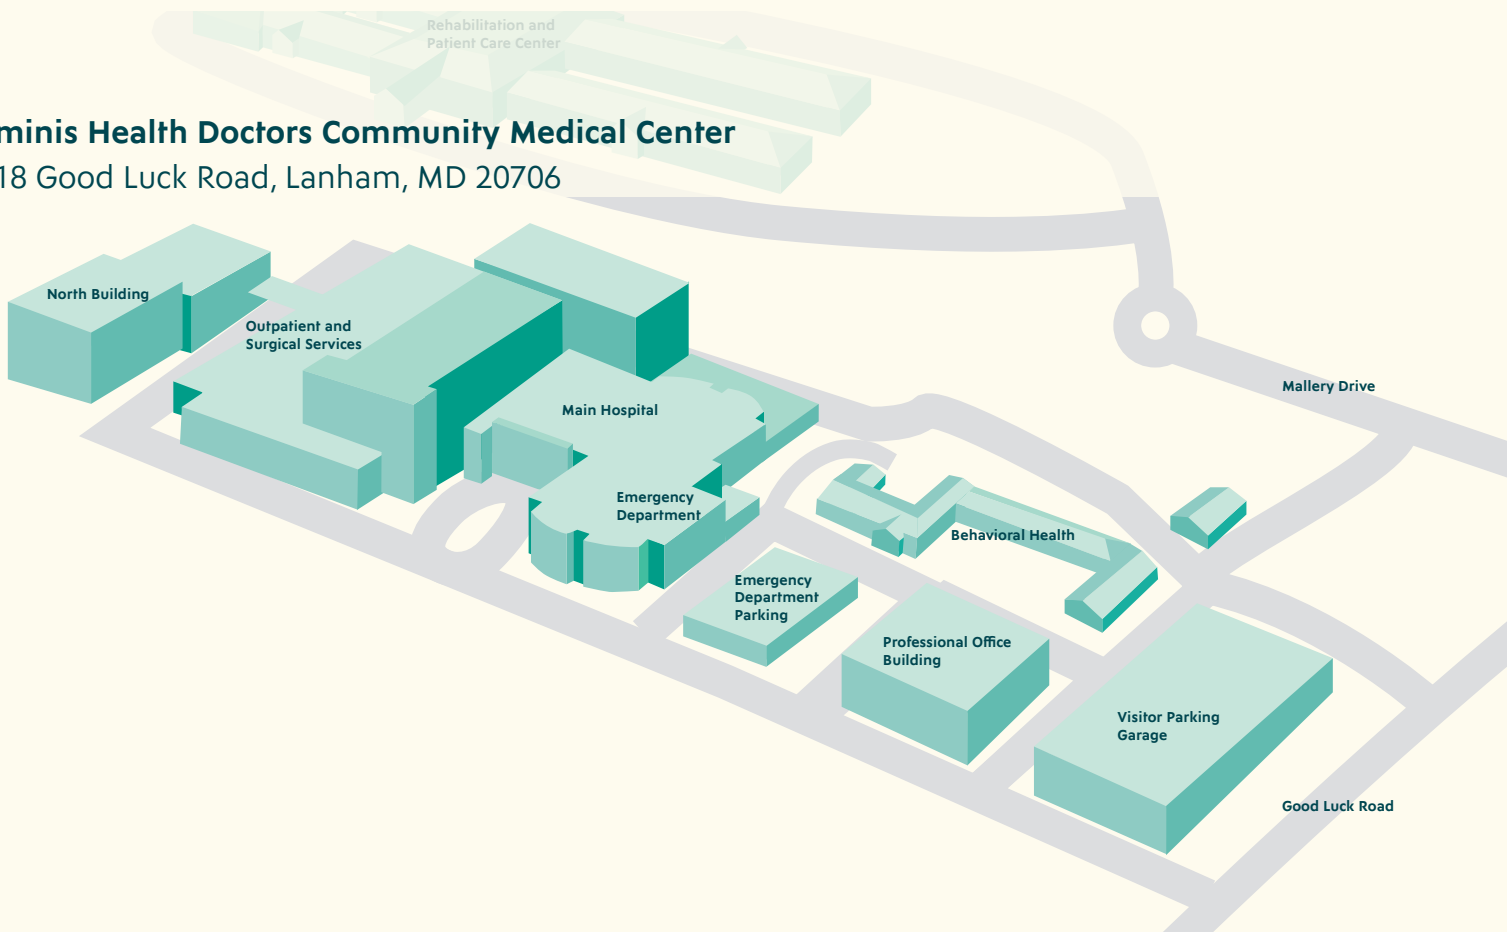 Rehabilitation and
Patient Care Center
minis Health Doctors Community Medical Center
18 Good Luck Road, Lanham, MD 20706
North Building
Outpatient and
Surgical Services
Main Hospital
Mallery Drive
Emergency
Department
Behavioral Health
Emergency
Department
Parking
Professional Office
Building
Visitor Parking
Garage
Good Luck Road